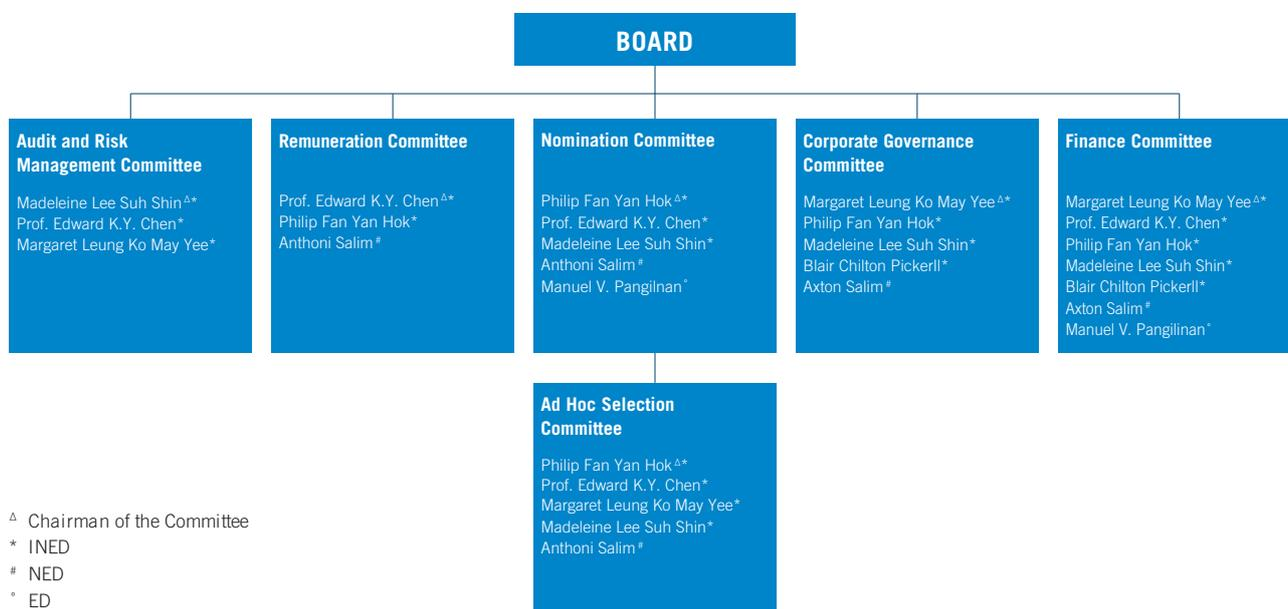 BOARD
Audit and Risk
Management Committee
Madeleine Lee Suh Shin Δ*
Prof. Edward K.Y. Chen*
Margaret Leung Ko May Yee*
Remuneration Committee
Prof. Edward K.Y. Chen Δ*
Philip Fan Yan Hok*
Anthoni Salim #
Nomination Committee
Philip Fan Yan Hok Δ*
Prof. Edward K.Y. Chen*
Madeleine Lee Suh Shin*
Anthoni Salim #
Manuel V. Pangilnan°
Corporate Governance
Committee
Margaret Leung Ko May Yee Δ*
Philip Fan Yan Hok*
Madeleine Lee Suh Shin*
Blair Chilton Pickerll*
Axton Salim #
Finance Committee
Margaret Leung Ko May Yee Δ*
Prof. Edward K.Y. Chen*
Philip Fan Yan Hok*
Madeleine Lee Suh Shin*
Blair Chilton Pickerll*
Axton Salim #
Manuel V. Pangilinan°
Ad Hoc Selection
Committee
Philip Fan Yan Hok Δ*
Prof. Edward K.Y. Chen*
Margaret Leung Ko May Yee*
Madeleine Lee Suh Shin*
Anthoni Salim #
Δ Chairman of the Committee
* INED
# NED
° ED